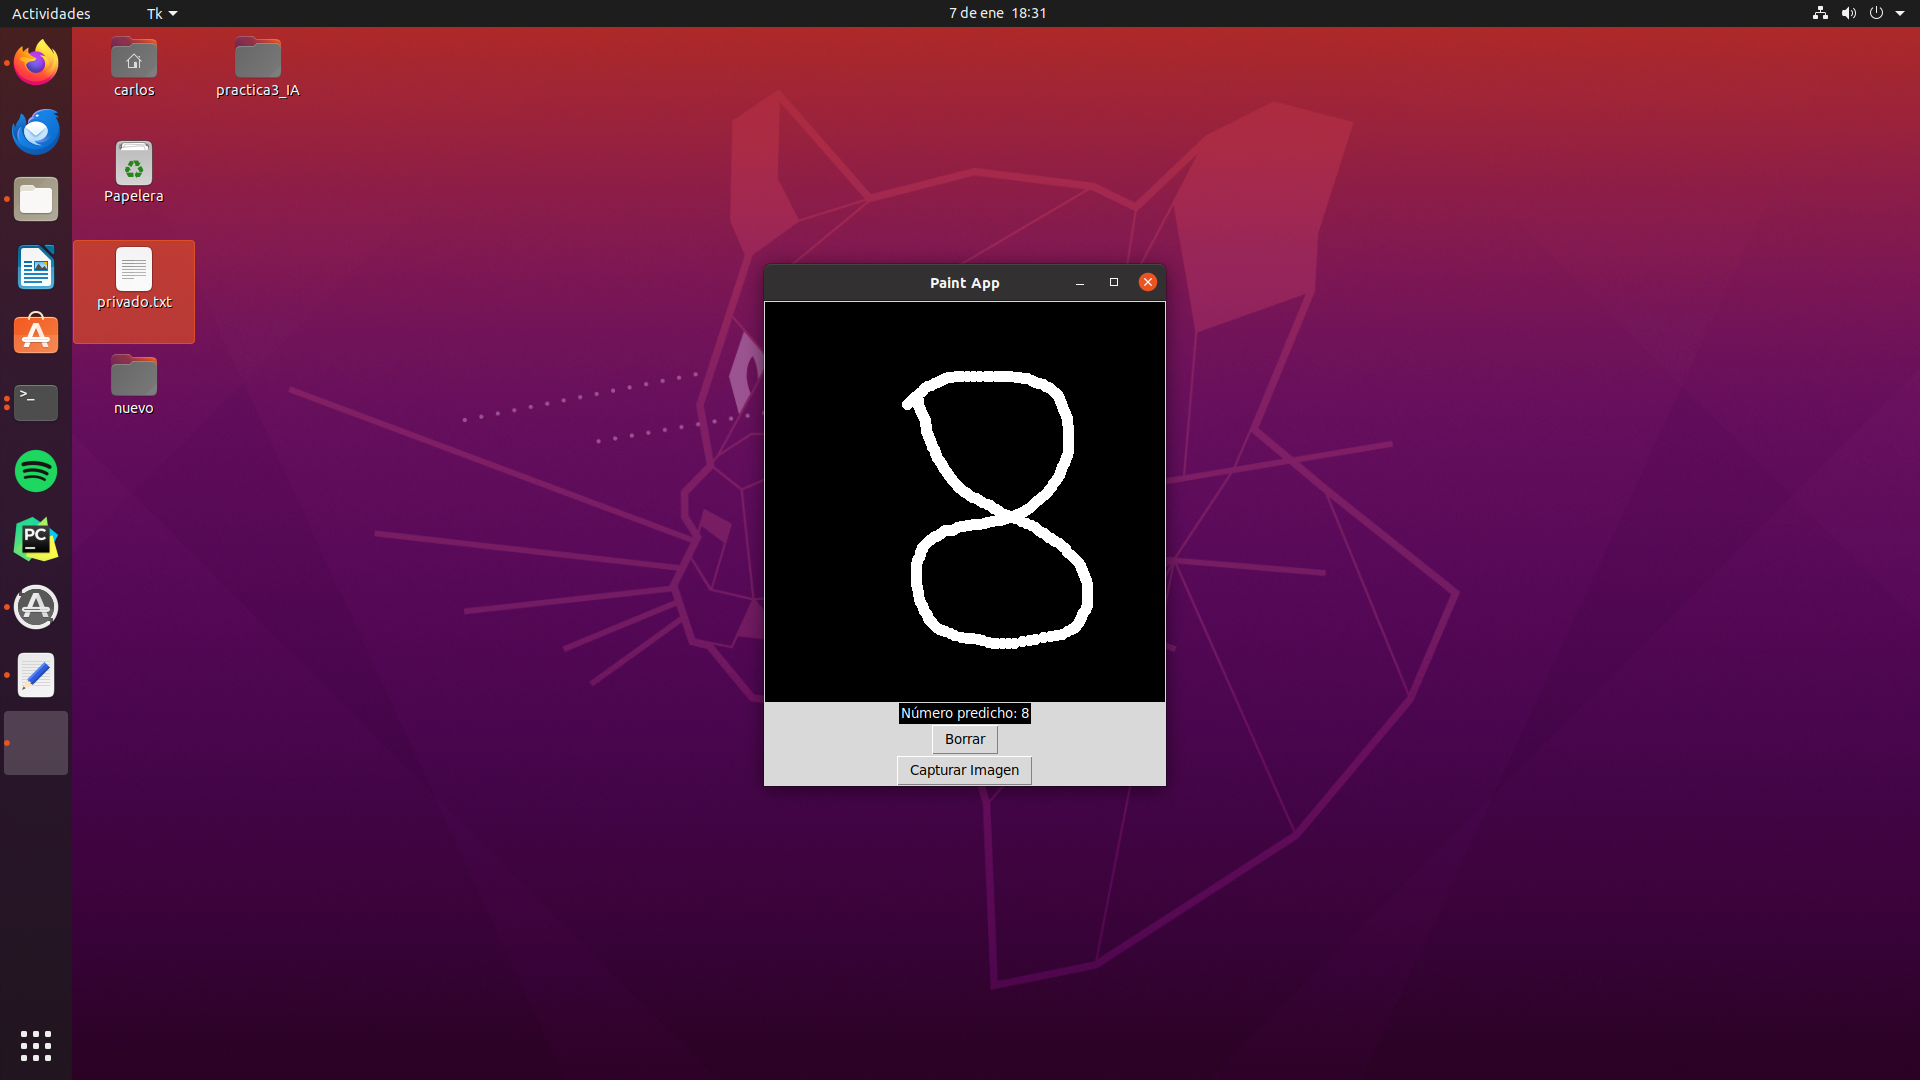 Actividades
Tk
7 de ene 18:31
carlos
practica3_IA
Papelera
privado.txt
nuevo
>_
PC
Paint App
8
Número predicho: 8
Borrar
Capturar Imagen